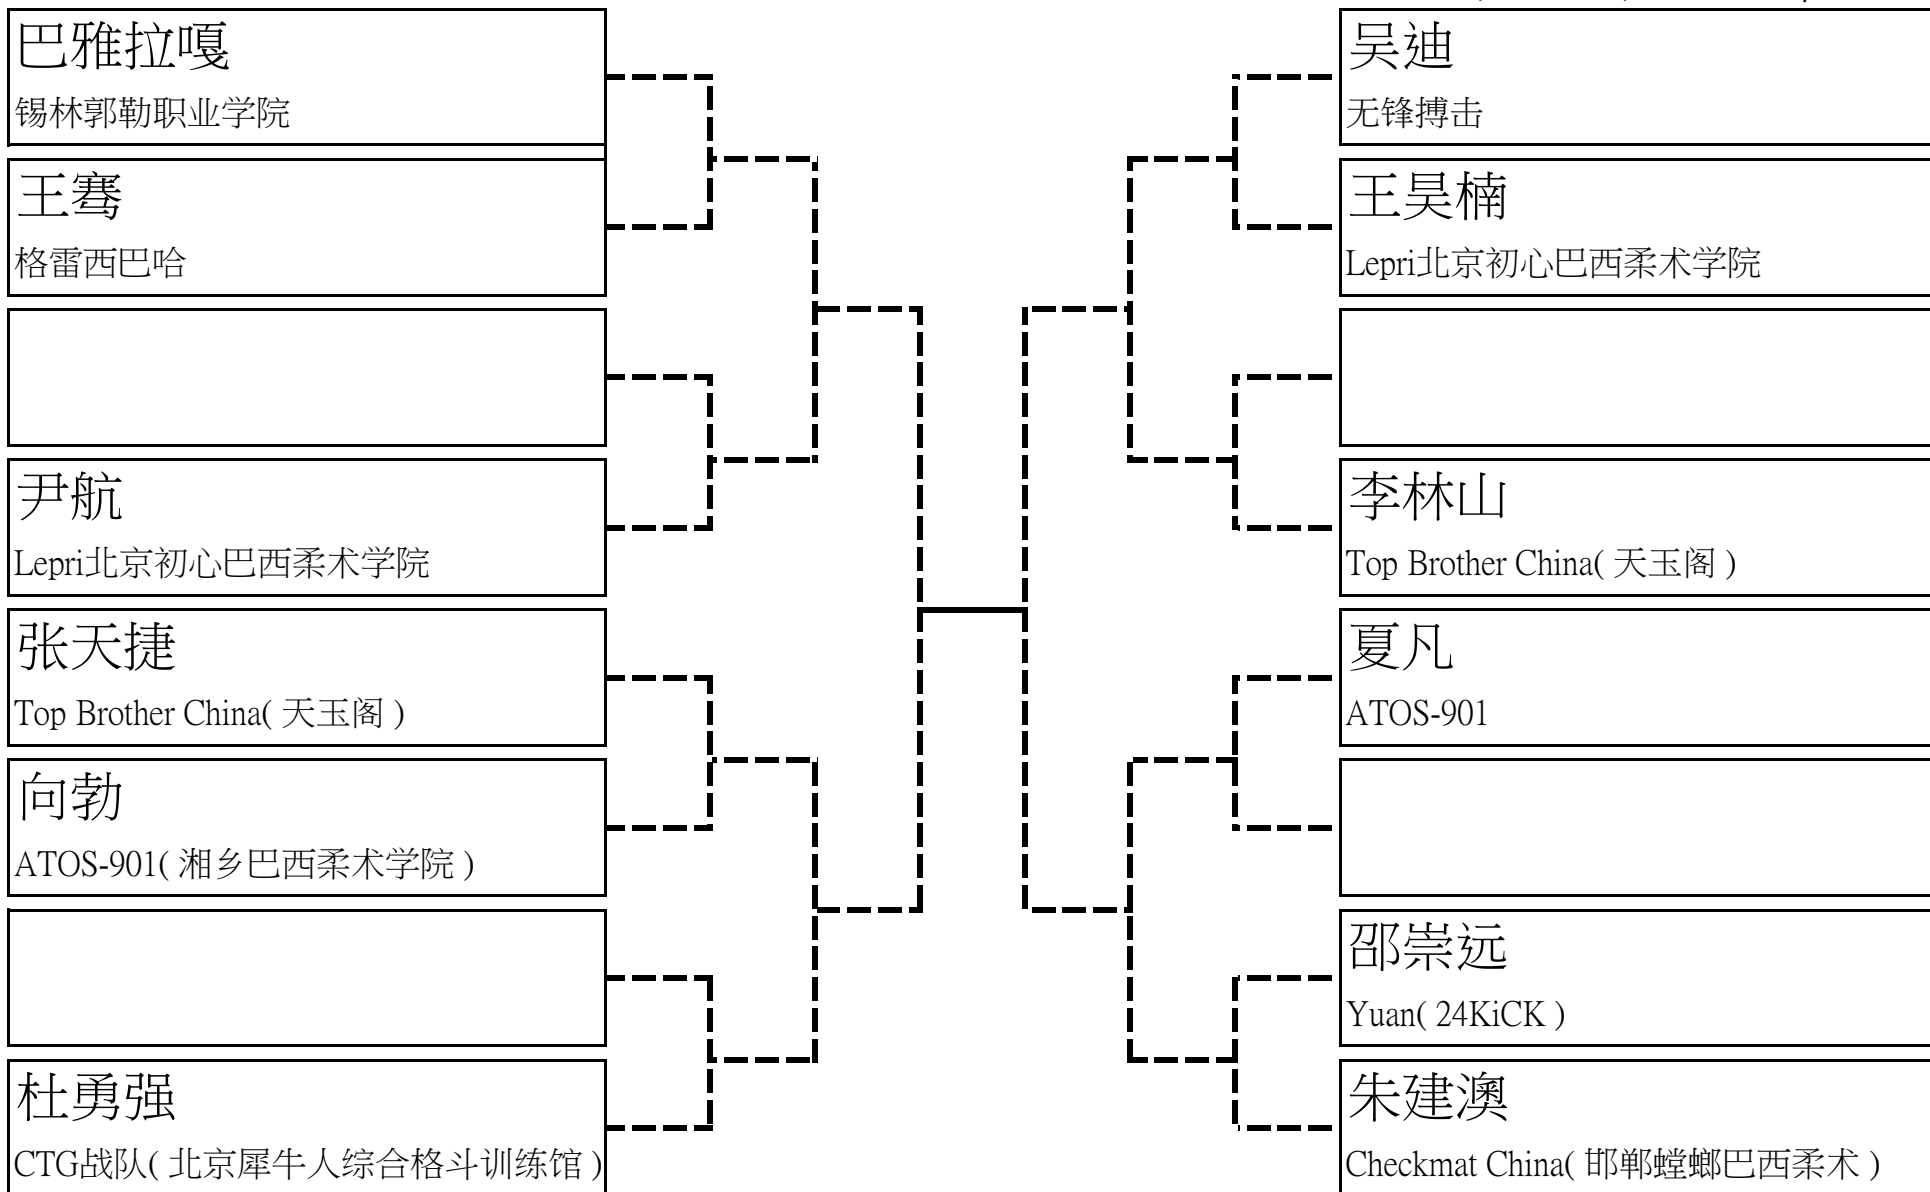 巴雅拉嘎
锡林郭勒职业学院
王骞
格雷西巴哈
尹航
Lepri北京初心巴西柔术学院
张天捷
Top Brother China( 天玉阁 )
向勃
ATOS-901( 湘乡巴西柔术学院 )
杜勇强
CTG战队( 北京犀牛人综合格斗训练馆 )
吴迪
无锋搏击
王昊楠
Lepri北京初心巴西柔术学院
李林山
Top Brother China( 天玉阁 )
夏凡
ATOS-901
邵崇远
Yuan( 24KiCK )
朱建澳
Checkmat China( 邯郸螳螂巴西柔术 )